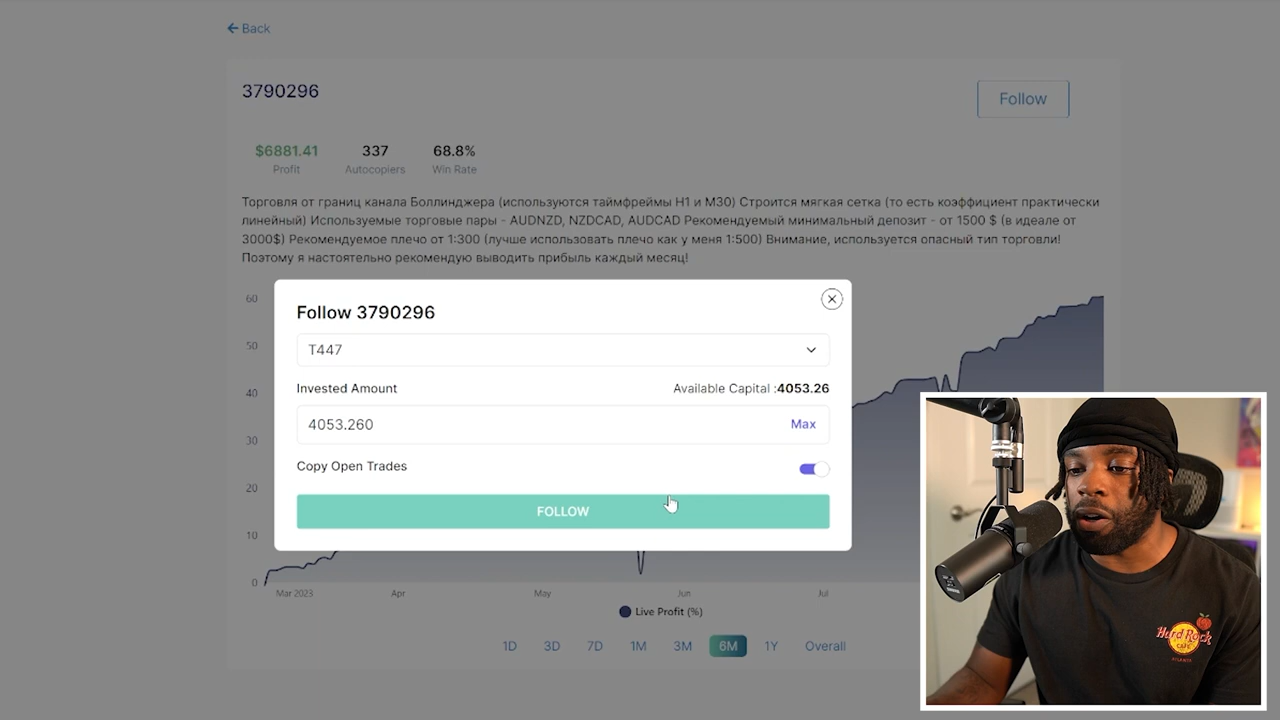 Back
3790296
Follow
$6881.41 337 68.8%
Profit Autocopiers Win Rate
Торговля от границ канала Боллинджера (используются таймфреймы H1 и M30) Строится мягкая сетка (то есть коэффициент практически
линейный) Используемые торговые пары - AUDNZD, NZDCAD, AUDCAD Рекомендуемый минимальный депозит - от 1500 $ (в идеале от
3000$) Рекомендуемое плечо от 1:300 (лучше использовать плечо как у меня 1:500) Внимание, используется опасный тип торговли!
Поэтому я настоятельно рекомендую выводить прибыль каждый месяц!
60
50
40
30
20
10
0
Follow 3790296
T447
Invested Amount Available Capital :4053.26
4053.260 Max
Copy Open Trades
FOLLOW
Mar 2023 Apr May Jun Jul
Live Profit (%)
1D 3D 7D 1M 3M 6M 1Y Overall
Hard Rock
CAFE
ATLANTA